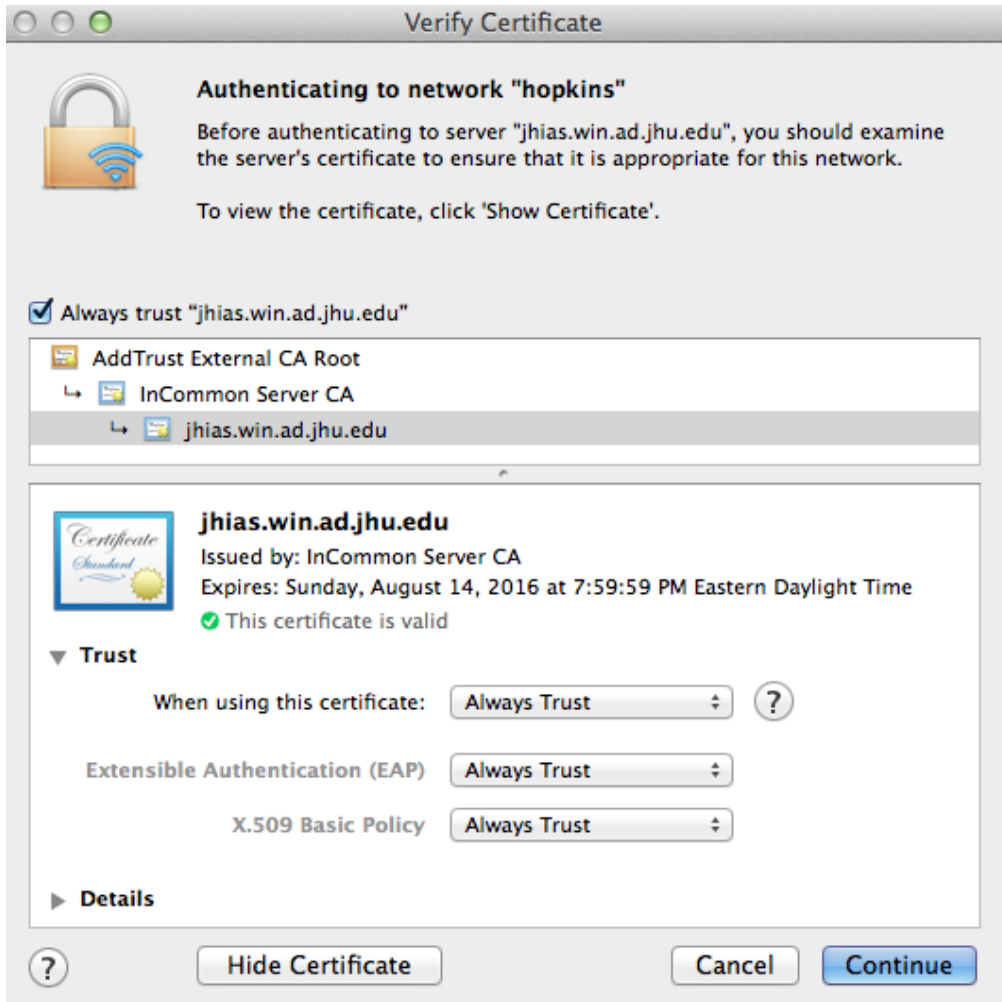 Verify Certificate
Authenticating to network "hopkins"
Before authenticating to server "jhias.win.ad.jhu.edu", you should examine
the server's certificate to ensure that it is appropriate for this network.
To view the certificate, click 'Show Certificate'.
Always trust “jhias.win.ad.jhu.edu”
AddTrust External CA Root
InCommon Server CA
jhias.win.ad.jhu.edu
Certificate
Standard
jhias.win.ad.jhu.edu
Issued by: InCommon Server CA
Expires: Sunday, August 14, 2016 at 7:59:59 PM Eastern Daylight Time
This certificate is valid
Trust
When using this certificate: Always Trust ?
Extensible Authentication (EAP) Always Trust
X.509 Basic Policy Always Trust
Details
? Hide Certificate Cancel Continue